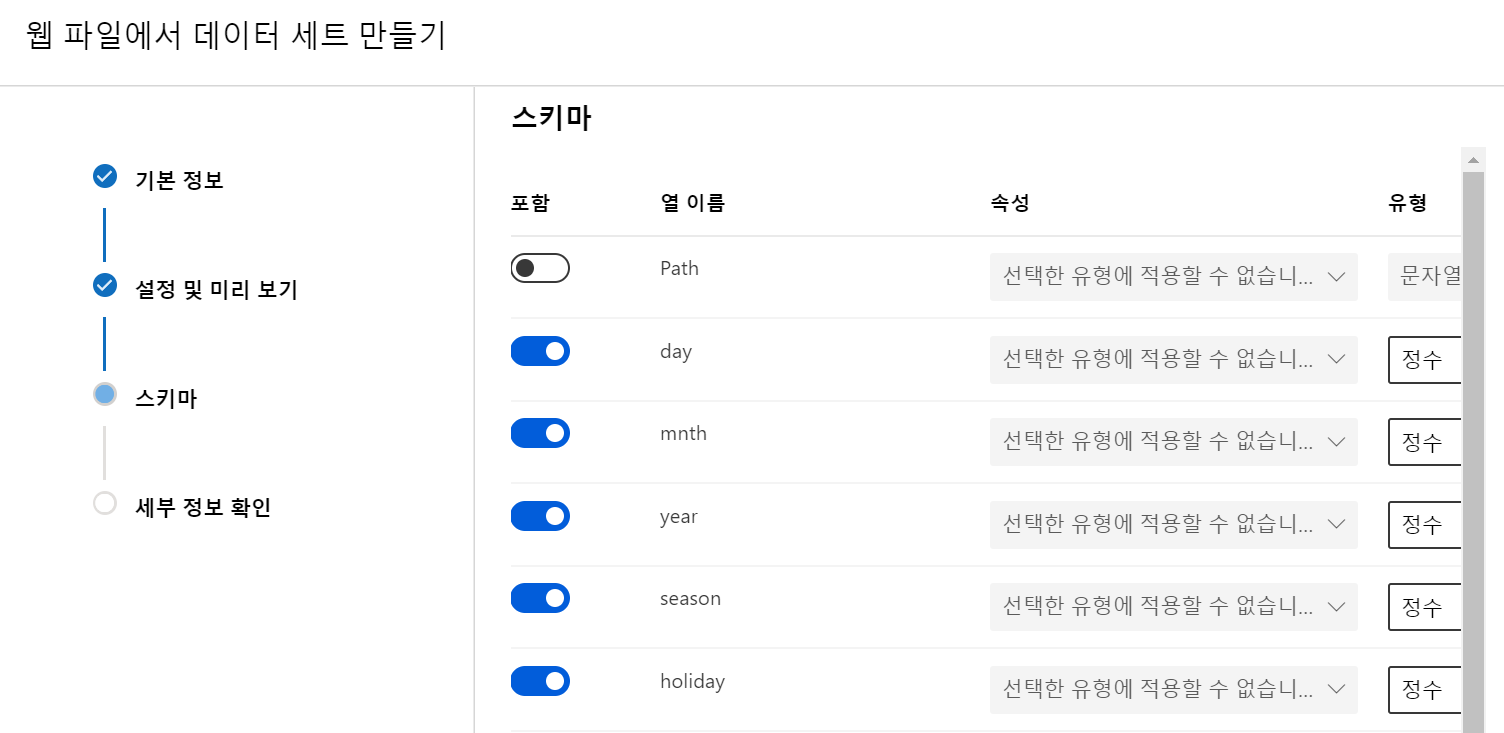 웹 파일에서 데이터 세트 만들기
기본 정보
설정 및 미리 보기
스키마
세부 정보 확인
스키마
포함 열 이름 속성 유형
Path 선택한 유형에 적용할 수 없습니... 문자열
day 선택한 유형에 적용할 수 없습니... 정수
mnth 선택한 유형에 적용할 수 없습니... 정수
year 선택한 유형에 적용할 수 없습니... 정수
season 선택한 유형에 적용할 수 없습니... 정수
holiday 선택한 유형에 적용할 수 없습니... 정수